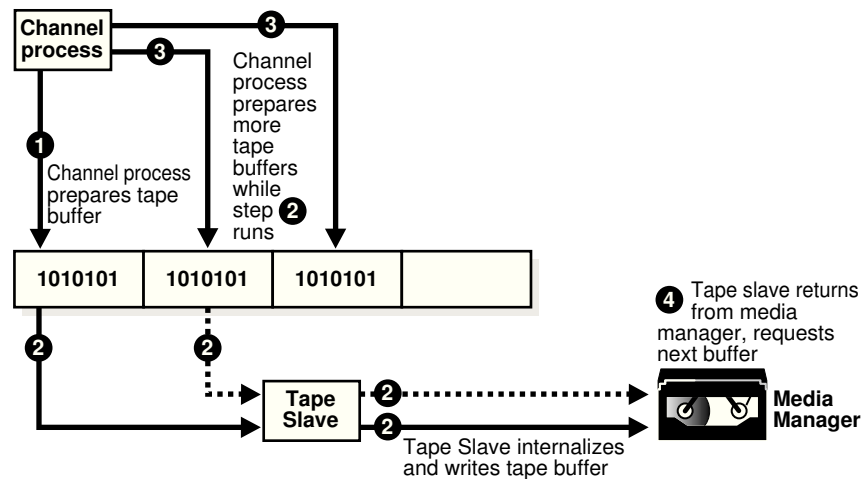 Channel
process
3
3
Channel
process
prepares
more
tape
buffers
while
step 2
runs
1
Channel process
prepares tape
buffer
1010101 1010101 1010101
4 Tape slave returns
from media
manager, requests
next buffer
2
2
Tape
Slave
2
2
Media
Manager
Tape Slave internalizes
and writes tape buffer